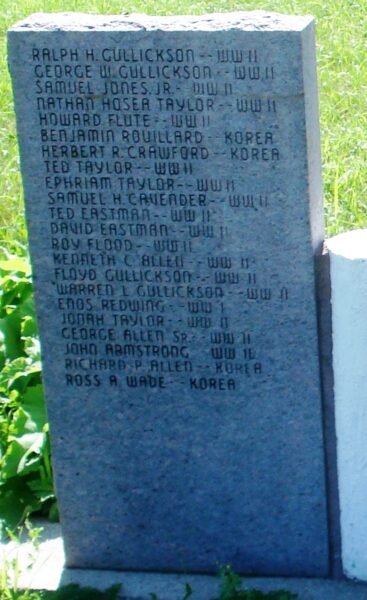 RALPH H. GULLICKSON -- WW II
GEORGE W. GULLICKSON -- WW II
SAMUEL JONES, JR. - WW II
NATHAN HOSEA TAYLOR -- WW II
HOWARD FLUTE -- WW II
BENJAMIN ROUILLARD -- KOREA
HERBERT R. CRAWFORD -- KOREA
TED TAYLOR -- WW II
EPHRIAM TAYLOR -- WW II
SAMUEL H. CAVENDER -- WW II
TED EASTMAN -- WW II
DAVID EASTMAN -- WW II
ROY FLOOD -- WW II
KENNETH C. ALLEN -- WW II
FLOYD GULLICKSON -- WW II
WARREN L. GULLICKSON -- WW II
ENOS REDWING -- WW I
JONAH TAYLOR -- WW II
GEORGE ALLEN SR. -- WW II
JOHN ARMSTRONG WW II
RICHARD P. ALLEN -- KOREA
ROSS A. WADE -- KOREA